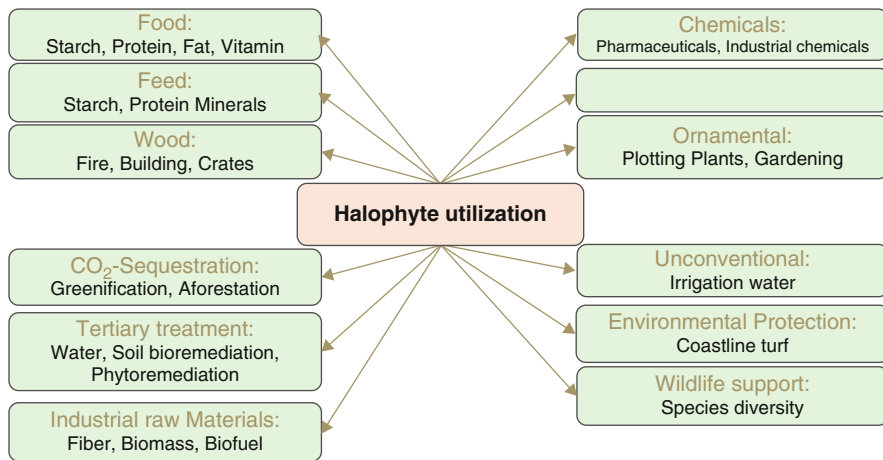 Food:
Starch, Protein, Fat, Vitamin
Feed:
Starch, Protein Minerals
Wood:
Fire, Building, Crates
Chemicals:
Pharmaceuticals, Industrial chemicals
Ornamental:
Plotting Plants, Gardening
Halophyte utilization
CO₂-Sequestration:
Greenification, Aforestation
Tertiary treatment:
Water, Soil bioremediation,
Phytoremediation
Industrial raw Materials:
Fiber, Biomass, Biofuel
Unconventional:
Irrigation water
Environmental Protection:
Coastline turf
Wildlife support:
Species diversity